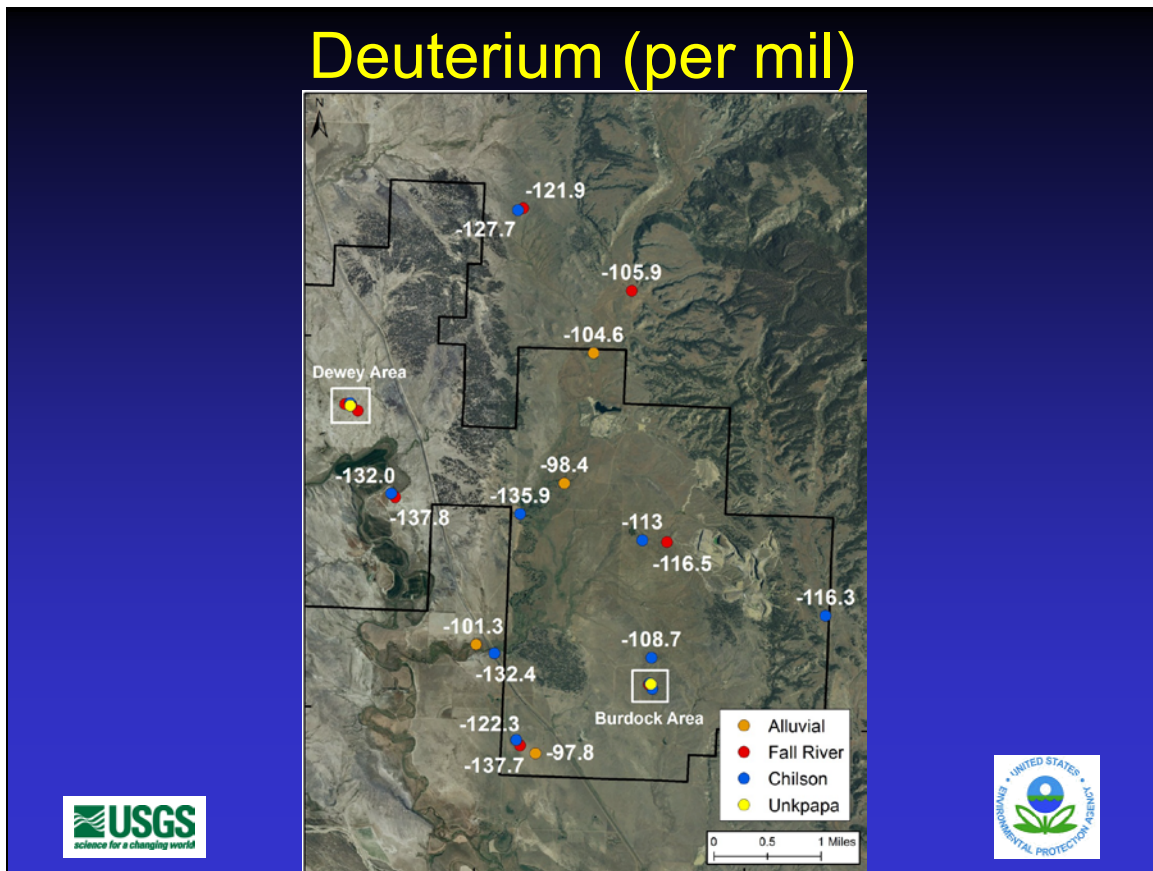 Deuterium (per mil)
N
-121.9
-127.7
-105.9
-104.6
Dewey Area
-98.4
-132.0
-135.9
-137.8
-113
-116.5
-116.3
-101.3
-108.7
-132.4
Burdock Area
-122.3
-97.8
-137.7
Alluvial
Fall River
Chilson
Unkpapa
0 0.5 1 Miles
USGS
science for a changing world
UNITED STATES
ENVIRONMENTAL PROTECTION AGENCY